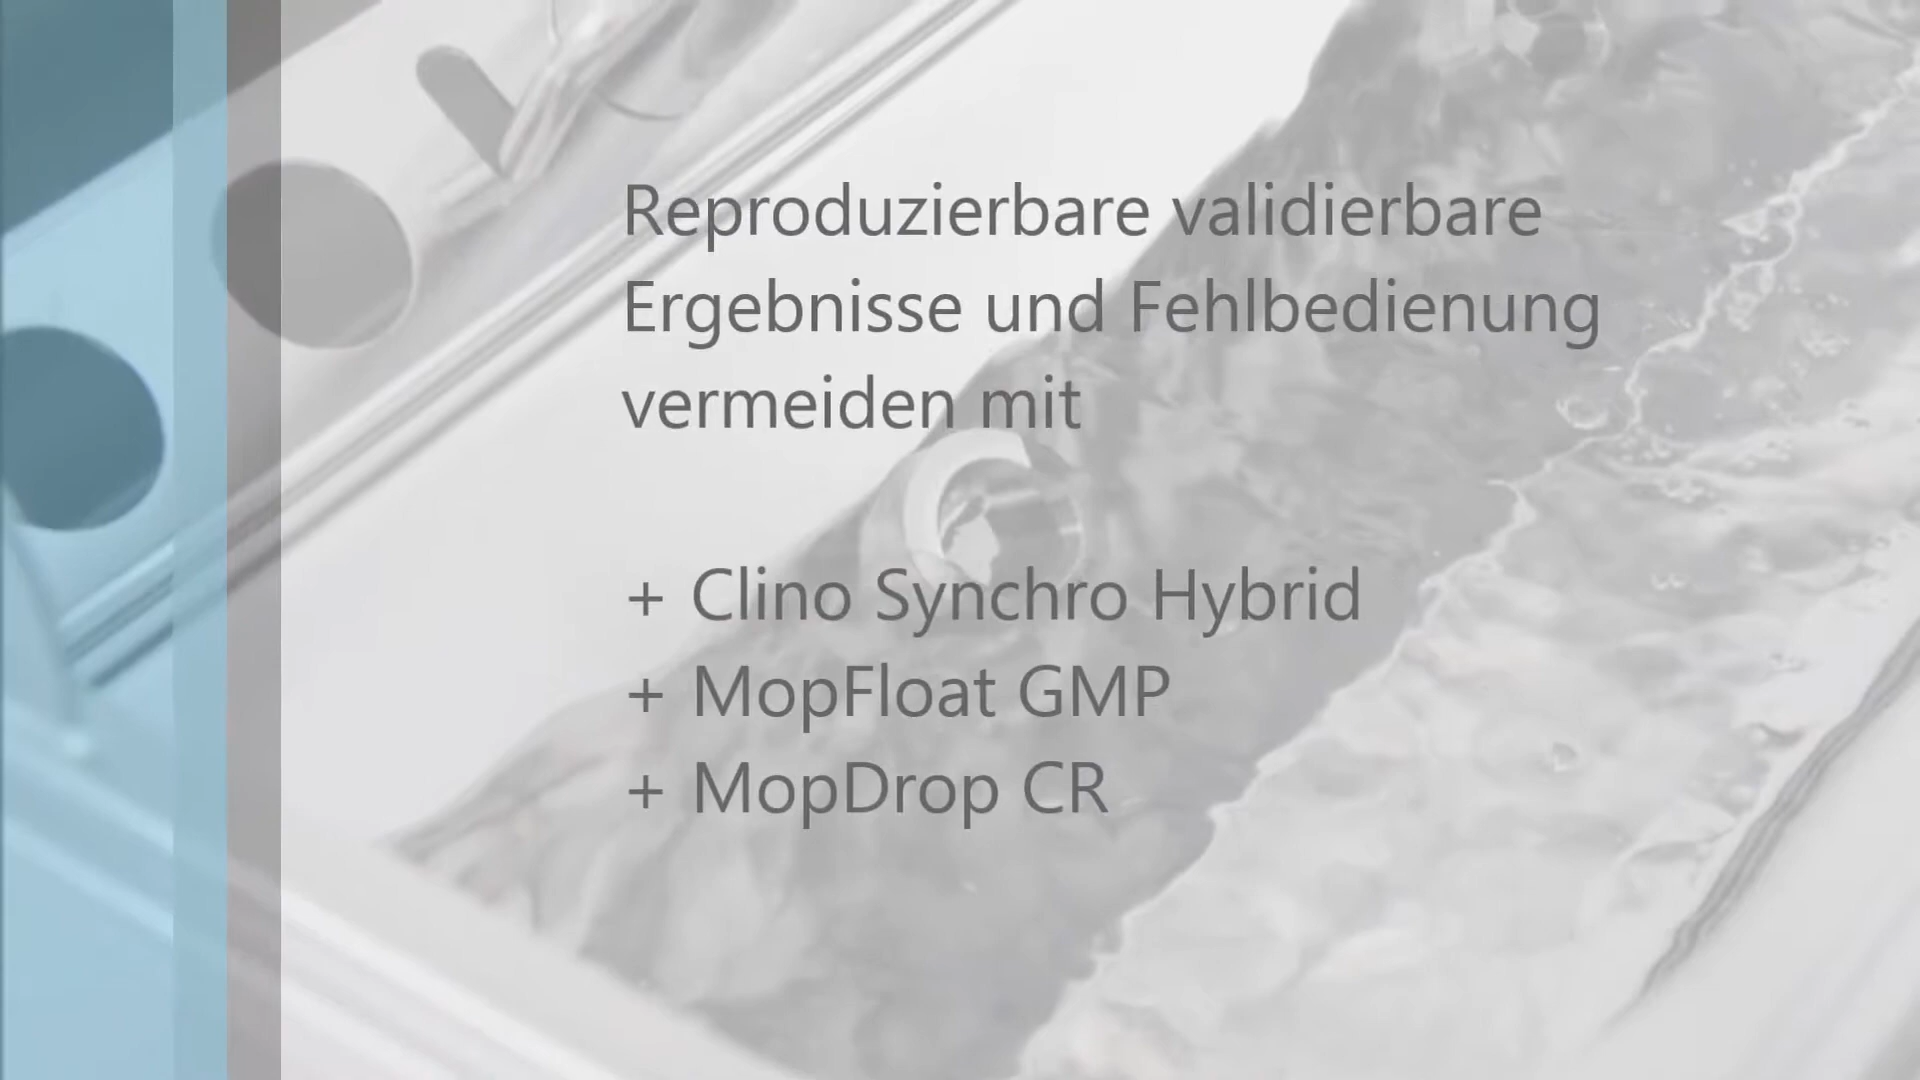 Reproduzierbare validierbare
Ergebnisse und Fehlbedienung
vermeiden mit
+ Clino Synchro Hybrid
+ MopFloat GMP
+ MopDrop CR